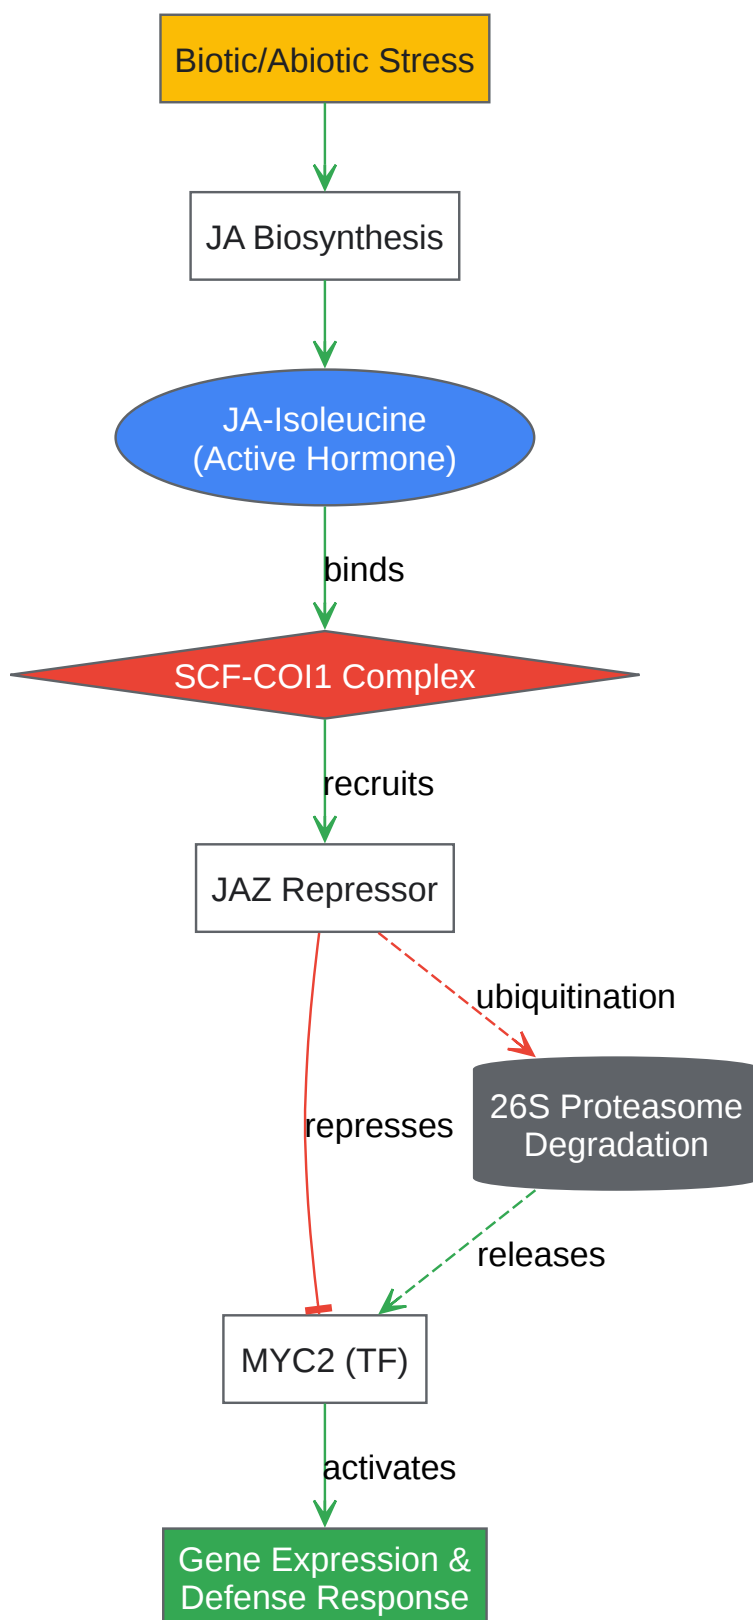 Biotic/Abiotic Stress
JA Biosynthesis
JA-Isoleucine
(Active Hormone)
binds
SCF-COI1 Complex
recruits
JAZ Repressor
ubiquitination
26S Proteasome
Degradation
represses
releases
MYC2 (TF)
activates
Gene Expression &
Defense Response